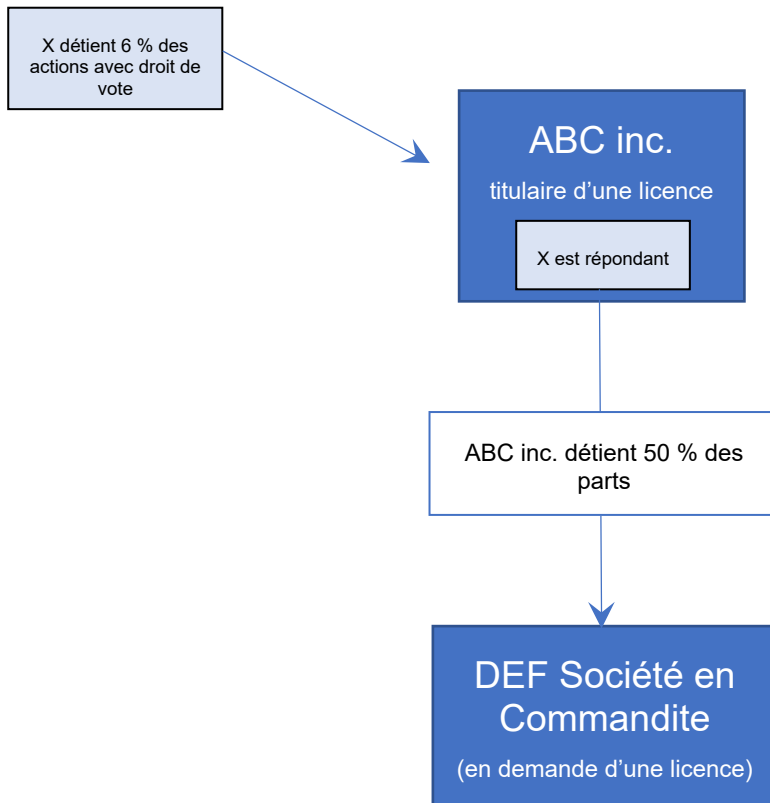 X détient 6 % des
actions avec droit de
vote
ABC inc.
titulaire d’une licence
X est répondant
ABC inc. détient 50 % des
parts
DEF Société en
Commandite
(en demande d’une licence)